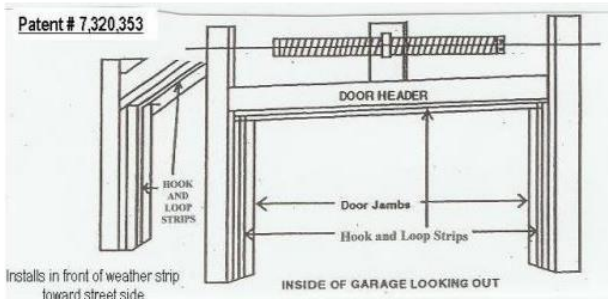 Patent # 7,320,353
DOOR HEADER
HOOK
AND
LOOP
STRIPS
Door Jambs
Hook and Loop Strips
Installs in front of weather strip
toward street side
INSIDE OF GARAGE LOOKING OUT